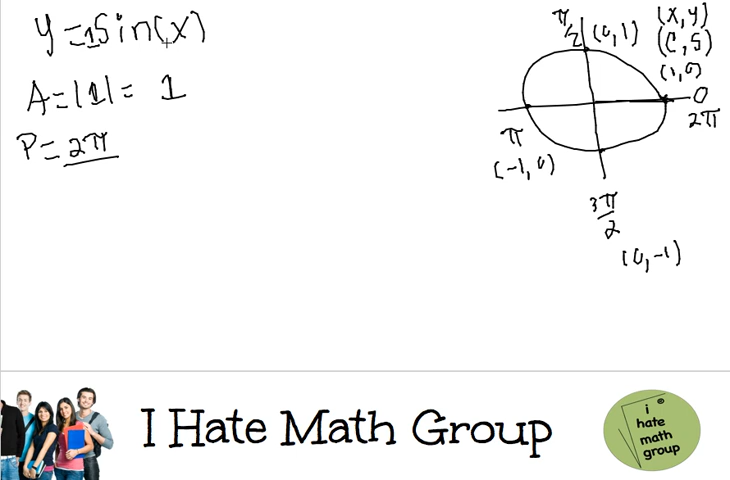 y = 1sin(x)
A = |1| = 1
P = 2π
π/2
(0,1)
(x,y)
(C,S)
(1,0)
0
2π
π
(-1,0)
3π/2
(0,-1)
I Hate Math Group
i
hate
math
group
®